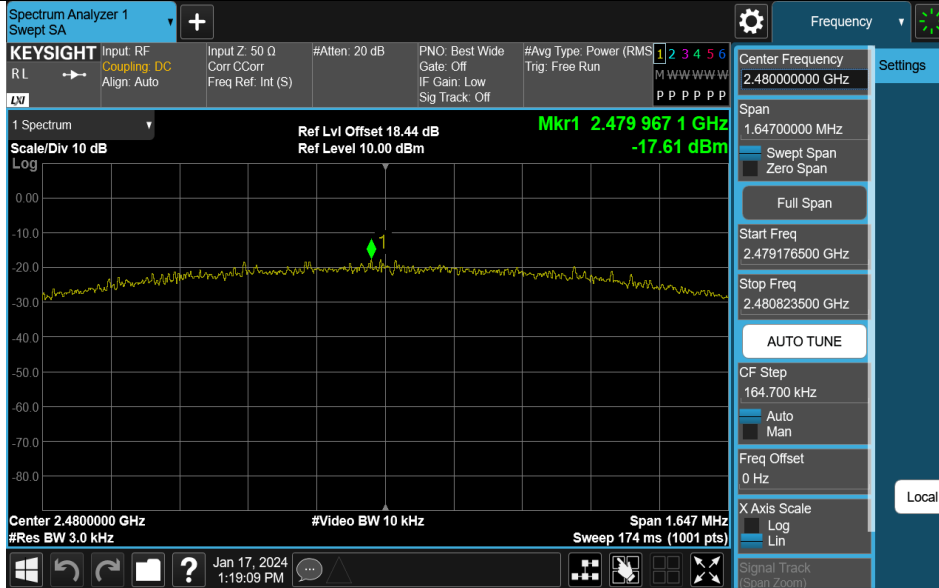 Spectrum Analyzer 1
Swept SA
+
Frequency
KEYSIGHT
RL
LXI
Input: RF
Coupling: DC
Align: Auto
Input Z: 50 Ω
Corr CCorr
Freq Ref: Int (S)
#Atten: 20 dB
PNO: Best Wide
Gate: Off
IF Gain: Low
Sig Track: Off
#Avg Type: Power (RMS
Trig: Free Run
1 2 3 4 5 6
M W W W W W
P P P P P P
1 Spectrum
Scale/Div 10 dB
Log
Ref Lvl Offset 18.44 dB
Ref Level 10.00 dBm
Mkr1 2.479 967 1 GHz
-17.61 dBm
0.00
-10.0
-20.0
-30.0
-40.0
-50.0
-60.0
-70.0
-80.0
1
Center 2.4800000 GHz
#Res BW 3.0 kHz
#Video BW 10 kHz
Span 1.647 MHz
Sweep 174 ms (1001 pts)
?
Jan 17, 2024
1:19:09 PM
Center Frequency
2.480000000 GHz
Span
1.64700000 MHz
Swept Span
Zero Span
Full Span
Start Freq
2.479176500 GHz
Stop Freq
2.480823500 GHz
AUTO TUNE
CF Step
164.700 kHz
Auto
Man
Freq Offset
0 Hz
X Axis Scale
Log
Lin
Signal Track
(Span Zoom)
Settings
Local